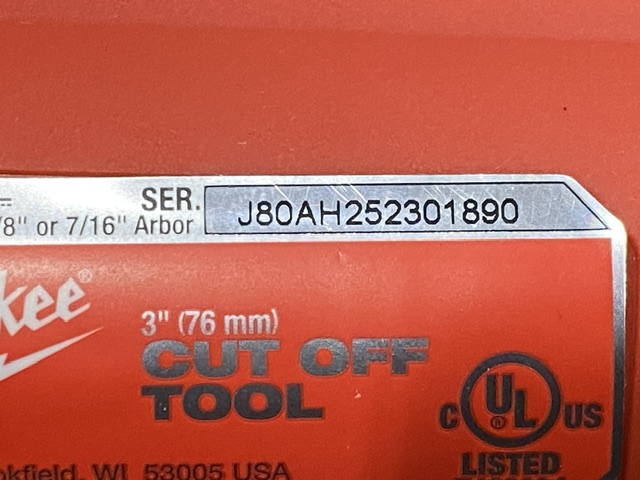 SER. J80AH252301890
/8" or 7/16" Arbor
kee®
3" (76 mm)
CUT OFF
TOOL
C UL® US
LISTED
okfield, WI 53005 USA